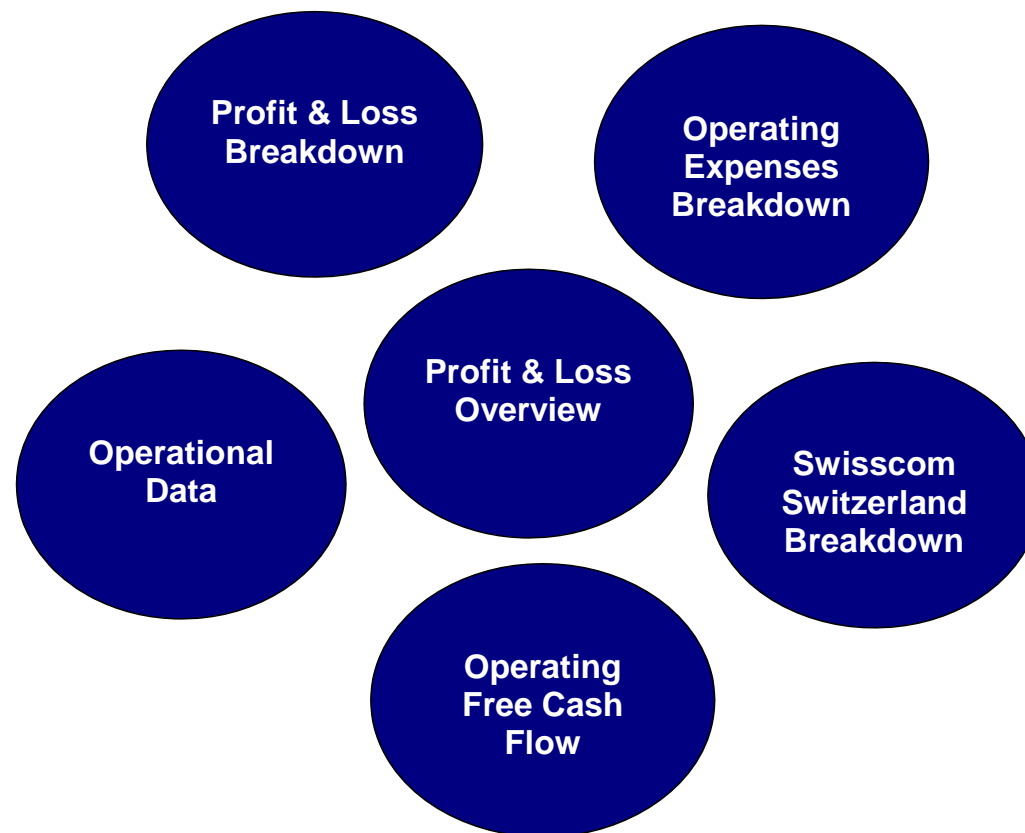 Profit & Loss
Breakdown
Operating
Expenses
Breakdown
Profit & Loss
Overview
Operational
Data
Swisscom
Switzerland
Breakdown
Operating
Free Cash
Flow